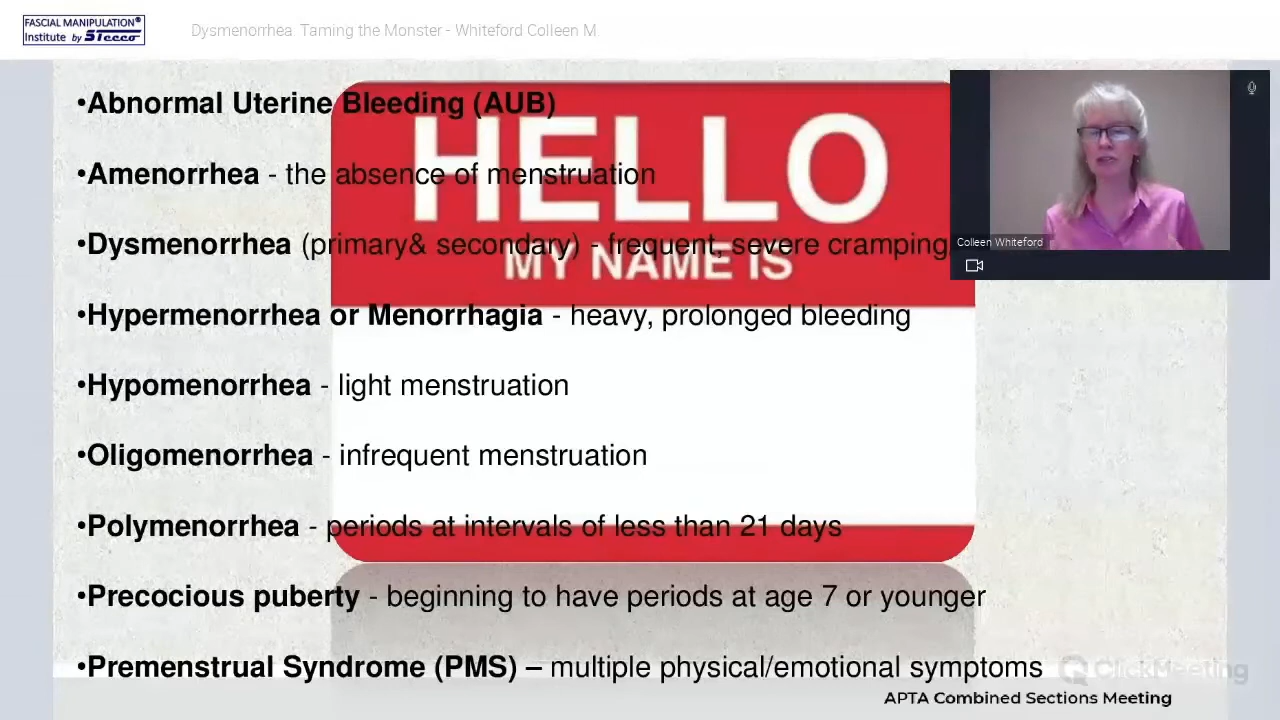 FASCIAL MANIPULATION®
Institute by STECCO
Dysmenorrhea. Taming the Monster - Whiteford Colleen M.
•Abnormal Uterine Bleeding (AUB)
HELLO
•Amenorrhea - the absence of menstruation
•Dysmenorrhea (primary& secondary) - frequent, severe cramping
Colleen Whiteford
MY NAME IS
•Hypermenorrhea or Menorrhagia - heavy, prolonged bleeding
•Hypomenorrhea - light menstruation
•Oligomenorrhea - infrequent menstruation
•Polymenorrhea - periods at intervals of less than 21 days
•Precocious puberty - beginning to have periods at age 7 or younger
•Premenstrual Syndrome (PMS) – multiple physical/emotional symptoms
ClickMeeting
APTA Combined Sections Meeting